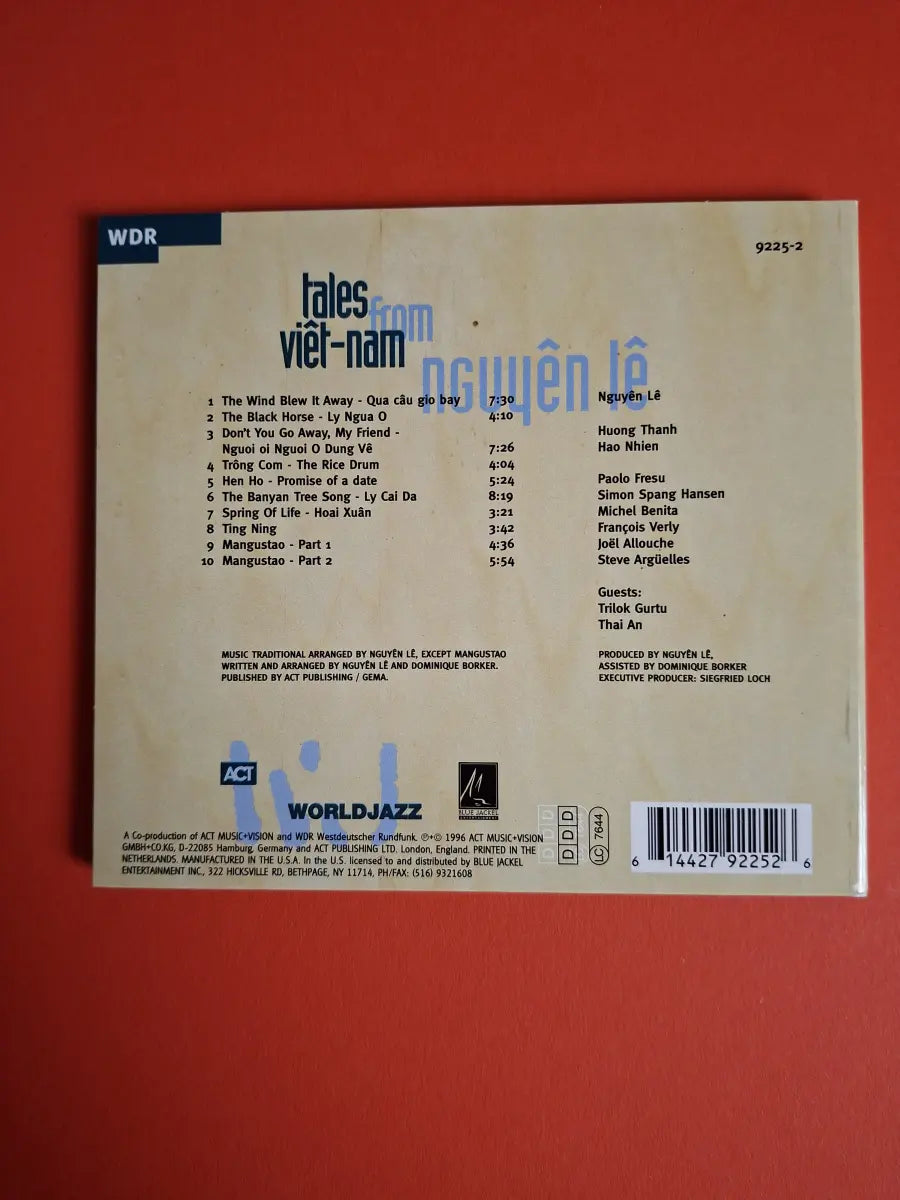 WDR
9225-2
tales
from
việt-nam
nguyên lê
1 The Wind Blew It Away - Qua câu gio bay 7:30
2 The Black Horse - Ly Ngua O 4:10
3 Don't You Go Away, My Friend -
Nguoi oi Nguoi O Dung Vê 7:26
4 Trông Com - The Rice Drum 4:04
5 Hen Ho - Promise of a date 5:24
6 The Banyan Tree Song - Ly Cai Da 8:19
7 Spring Of Life - Hoai Xuân 3:21
8 Ting Ning 3:42
9 Mangustao - Part 1 4:36
10 Mangustao - Part 2 5:54
Nguyên Lê
Huong Thanh
Hao Nhien
Paolo Fresu
Simon Spang Hansen
Michel Benita
François Verly
Joël Allouche
Steve Argüelles
Guests:
Trilok Gurtu
Thai An
MUSIC TRADITIONAL ARRANGED BY NGUYÊN LÊ, EXCEPT MANGUSTAO
WRITTEN AND ARRANGED BY NGUYÊN LÊ AND DOMINIQUE BORKER.
PUBLISHED BY ACT PUBLISHING / GEMA.
PRODUCED BY NGUYÊN LÊ,
ASSISTED BY DOMINIQUE BORKER
EXECUTIVE PRODUCER: SIEGFRIED LOCH
ACT
WORLDJAZZ
BLUE JACKEL
ENTERTAINMENT
A Co-production of ACT MUSIC+VISION and WDR Westdeutscher Rundfunk. ℗+© 1996 ACT MUSIC+VISION
GMBH+CO.KG, D-22085 Hamburg, Germany and ACT PUBLISHING LTD. London, England. PRINTED IN THE
NETHERLANDS. MANUFACTURED IN THE U.S.A. In the U.S. licensed to and distributed by BLUE JACKEL
ENTERTAINMENT INC., 322 HICKSVILLE RD, BETHPAGE, NY 11714, PH/FAX: (516) 9321608
DDD
LC 7644
6 14427 92252 6